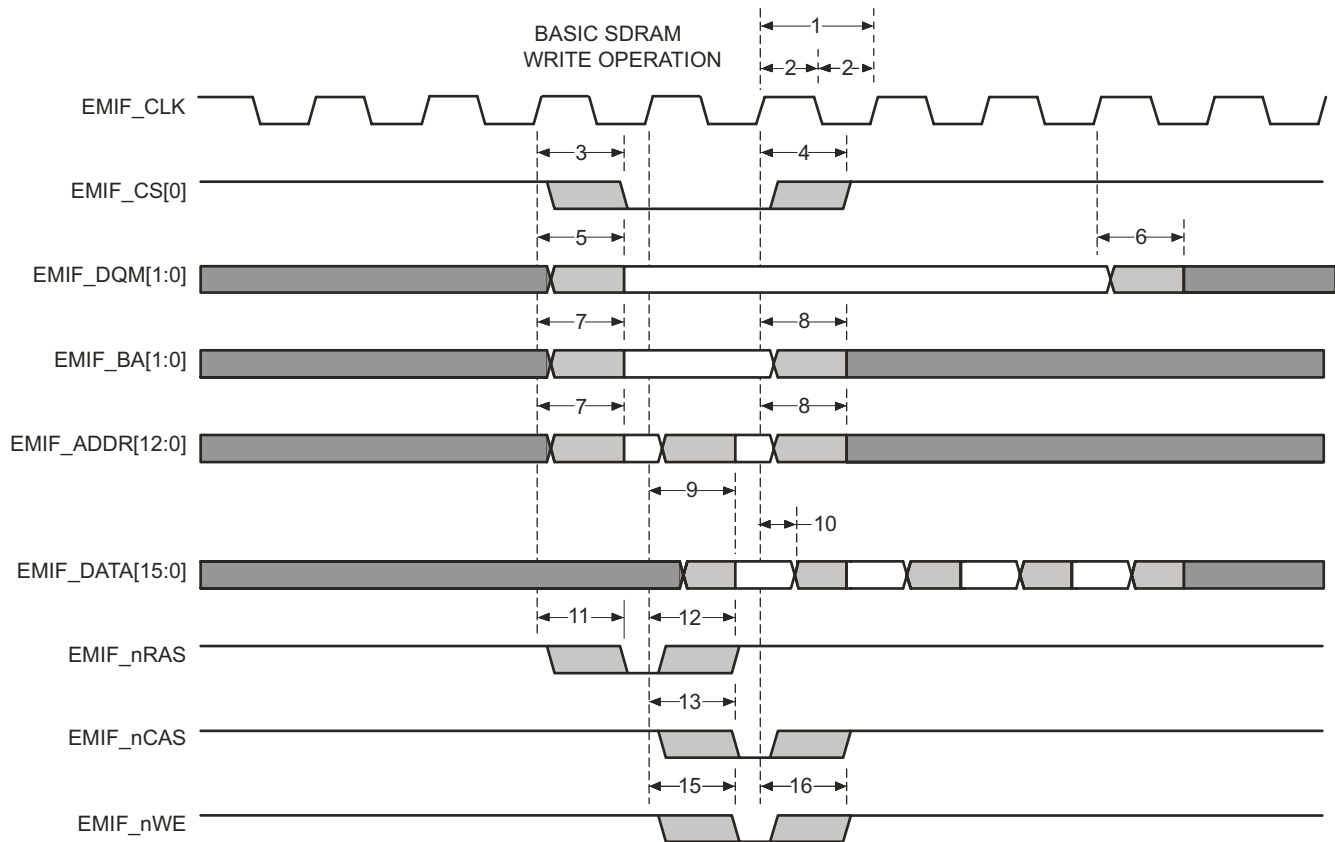 BASIC SDRAM
WRITE OPERATION
1
2 2
EMIF_CLK
3 4
EMIF_CS[0]
5 6
EMIF_DQM[1:0]
7 8
EMIF_BA[1:0]
7 8
EMIF_ADDR[12:0]
9
10
EMIF_DATA[15:0]
11 12
EMIF_nRAS
13
EMIF_nCAS
15 16
EMIF_nWE